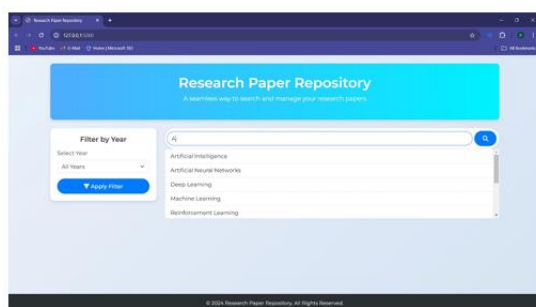 Research Paper Repository
127.0.0.1:5000
YouTube
G-Mail
Home | Microsoft 365
All Bookmarks
Research Paper Repository
A seamless way to search and manage your research papers
Filter by Year
Select Year
All Years
Apply Filter
A
Artificial Intelligence
Artificial Neural Networks
Deep Learning
Machine Learning
Reinforcement Learning
© 2024 Research Paper Repository. All Rights Reserved.